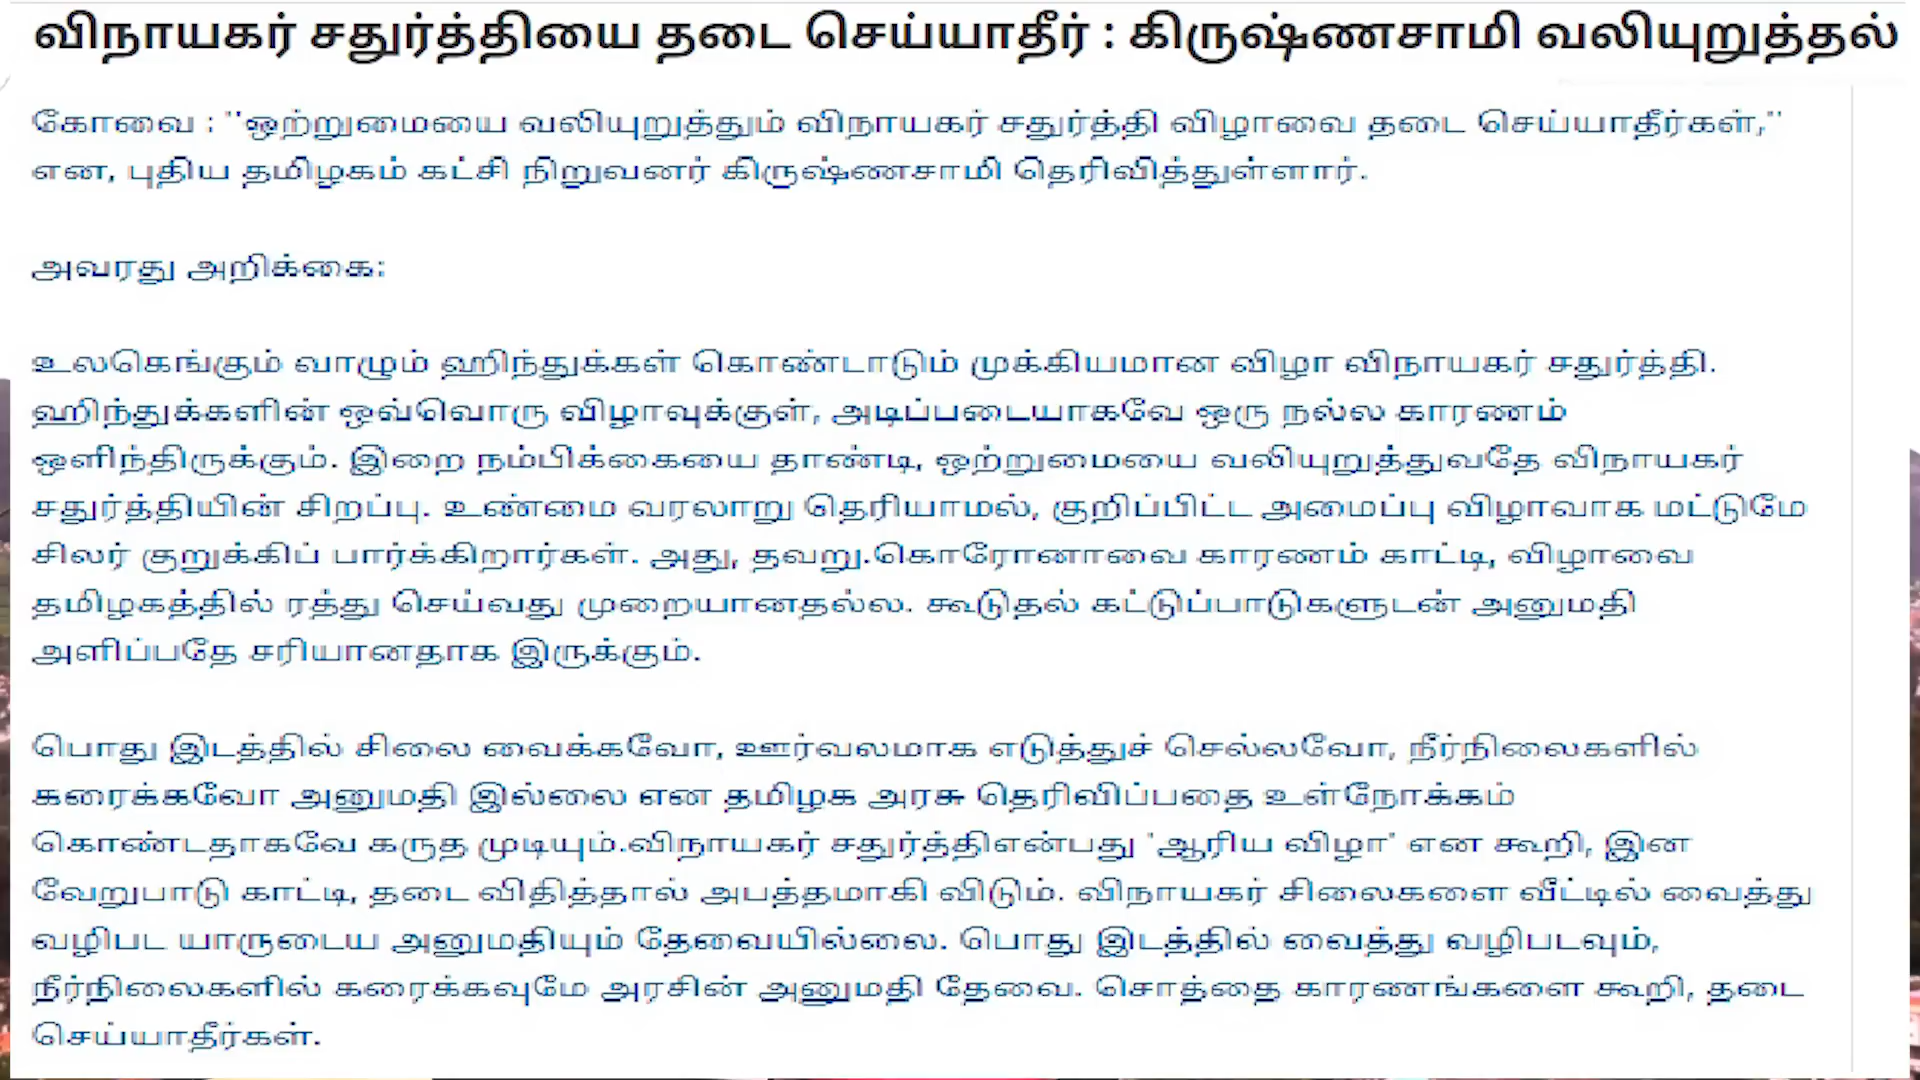 விநாயகர் சதுர்த்தியை தடை செய்யாதீர் : கிருஷ்ணசாமி வலியுறுத்தல்
கோவை : ''ஒற்றுமையை வலியுறுத்தும் விநாயகர் சதுர்த்தி விழாவை தடை செய்யாதீர்கள்,''
என, புதிய தமிழகம் கட்சி நிறுவனர் கிருஷ்ணசாமி தெரிவித்துள்ளார்.
அவரது அறிக்கை:
உலகெங்கும் வாழும் ஹிந்துக்கள் கொண்டாடும் முக்கியமான விழா விநாயகர் சதுர்த்தி.
ஹிந்துக்களின் ஒவ்வொரு விழாவுக்குள், அடிப்படையாகவே ஒரு நல்ல காரணம்
ஒளிந்திருக்கும். இறை நம்பிக்கையை தாண்டி, ஒற்றுமையை வலியுறுத்துவதே விநாயகர்
சதுர்த்தியின் சிறப்பு. உண்மை வரலாறு தெரியாமல், குறிப்பிட்ட அமைப்பு விழாவாக மட்டுமே
சிலர் குறுக்கிப் பார்க்கிறார்கள். அது, தவறு.கொரோனாவை காரணம் காட்டி, விழாவை
தமிழகத்தில் ரத்து செய்வது முறையானதல்ல. கூடுதல் கட்டுப்பாடுகளுடன் அனுமதி
அளிப்பதே சரியானதாக இருக்கும்.
பொது இடத்தில் சிலை வைக்கவோ, ஊர்வலமாக எடுத்துச் செல்லவோ, நீர்நிலைகளில்
கரைக்கவோ அனுமதி இல்லை என தமிழக அரசு தெரிவிப்பதை உள்நோக்கம்
கொண்டதாகவே கருத முடியும்.விநாயகர் சதுர்த்திஎன்பது 'ஆரிய விழா' என கூறி, இன
வேறுபாடு காட்டி, தடை விதித்தால் அபத்தமாகி விடும். விநாயகர் சிலைகளை வீட்டில் வைத்து
வழிபட யாருடைய அனுமதியும் தேவையில்லை. பொது இடத்தில் வைத்து வழிபடவும்,
நீர்நிலைகளில் கரைக்கவுமே அரசின் அனுமதி தேவை. சொத்தை காரணங்களை கூறி, தடை
செய்யாதீர்கள்.